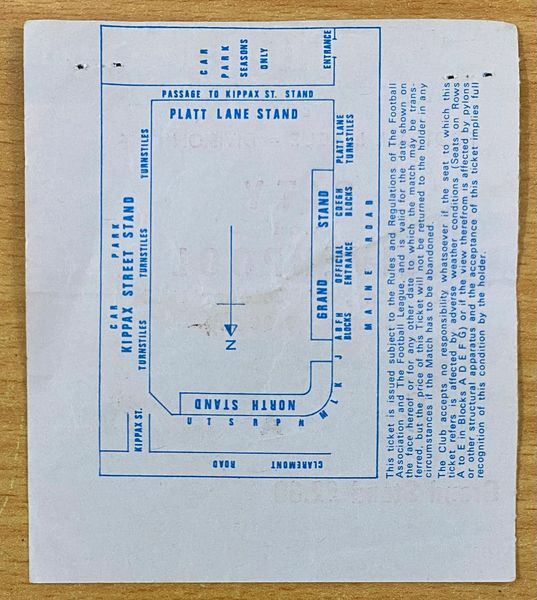 CAR
PARK
SEASONS
ONLY
ENTRANCE
PASSAGE TO KIPPAX ST. STAND
PLATT LANE STAND
CAR PARK
KIPPAX STREET STAND
TURNSTILES
TURNSTILES
TURNSTILES
PLATT LANE
TURNSTILES
GRAND STAND
CDEGH
BLOCKS
OFFICIAL
ENTRANCE
BLOCKS
MAINE ROAD
N
NORTH STAND
J
K
L
M
N
P
Q
R
S
T
U
KIPPAX ST.
CLAREMONT
ROAD
This ticket is issued subject to the Rules and Regulations of The Football
Association and The Football League, and is valid for the date shown on
the face hereof or for any other date to which the match may be trans-
ferred, but the price of this Ticket will not be returned to the holder in any
circumstances if the Match has to be abandoned.
The Club accepts no responsibility whatsoever if the seat to which this
ticket refers is affected by adverse weather conditions (Seats on Rows
A to E in Blocks A D E F G) or if the view therefrom is affected by pylons
or other structural apparatus and the acceptance of this ticket implies full
recognition of this condition by the holder.